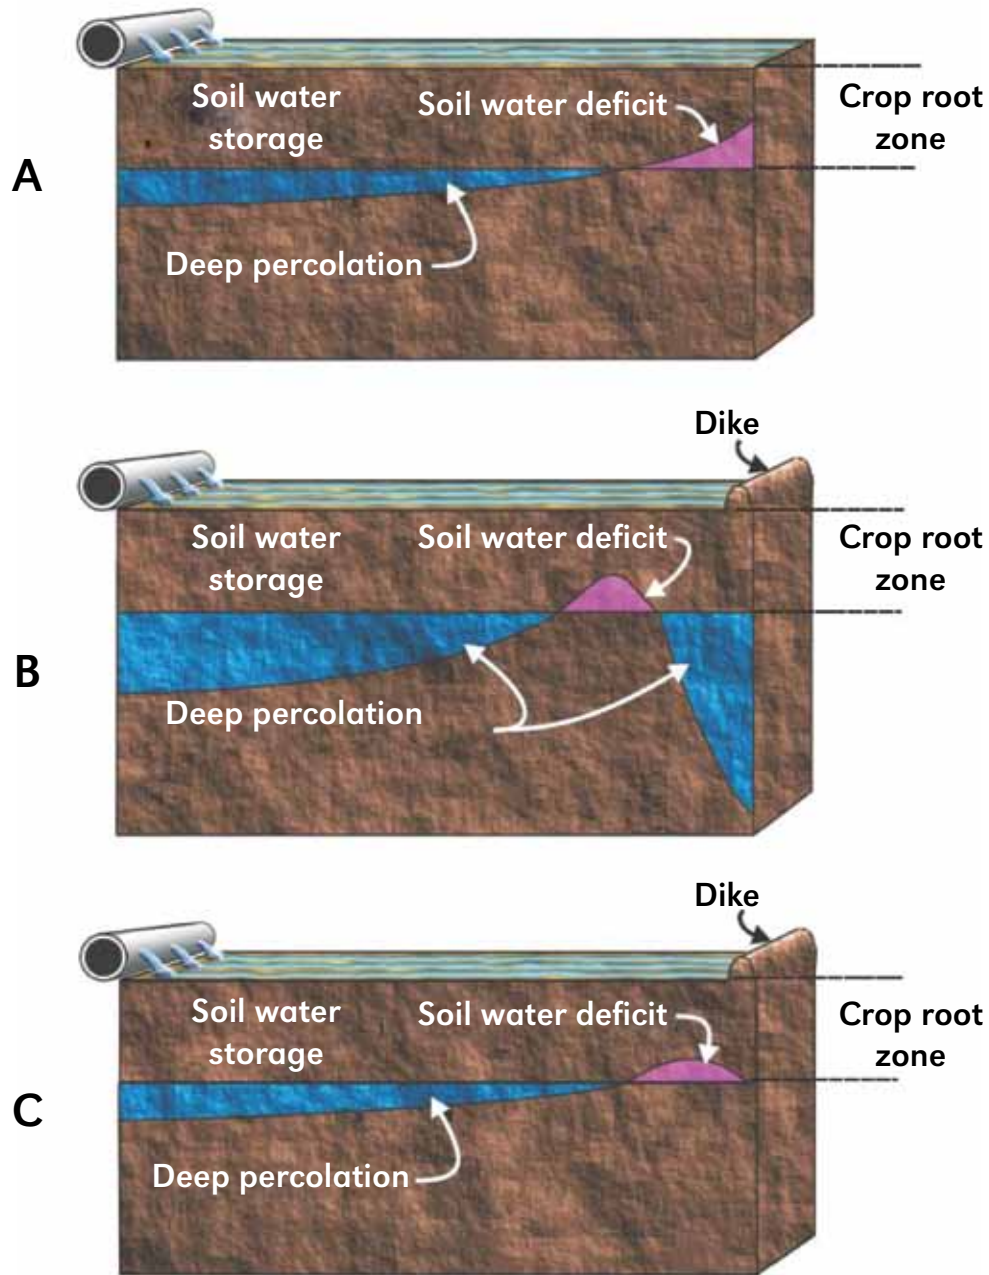 A
Soil water
storage
Soil water deficit
Crop root
zone
Deep percolation
B
Dike
Soil water
storage
Soil water deficit
Crop root
zone
Deep percolation
C
Dike
Soil water
storage
Soil water deficit
Crop root
zone
Deep percolation